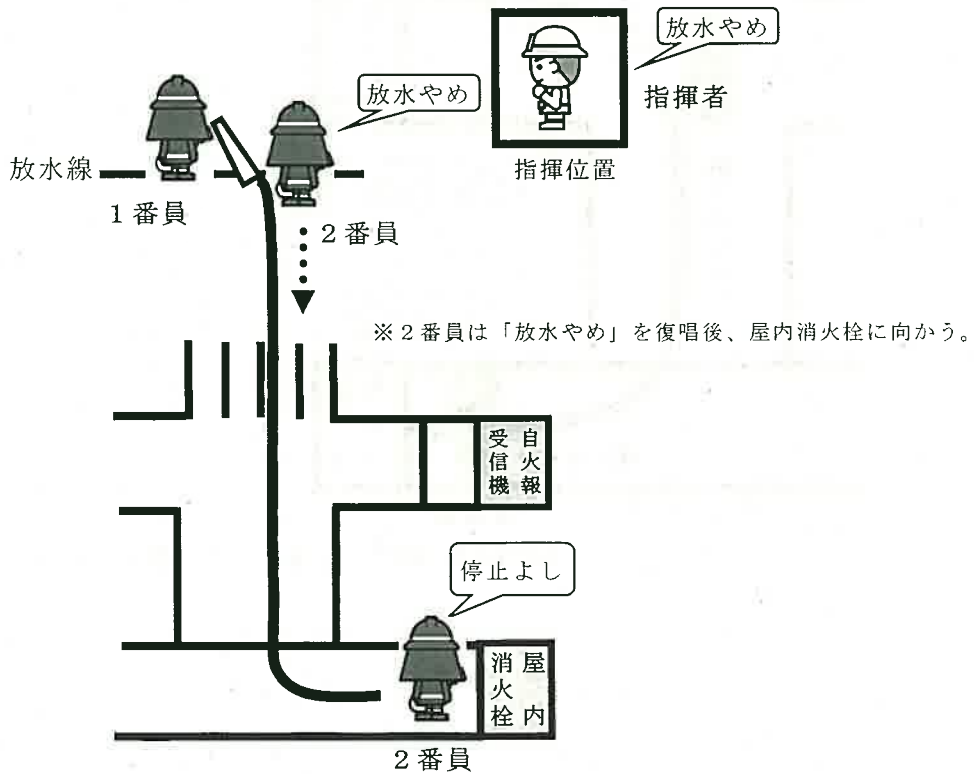 放水やめ
指揮者
指揮位置
放水やめ
放水線
1番員
2番員
※2番員は「放水やめ」を復唱後、屋内消火栓に向かう。
自火報
受信機
停止よし
屋内
消火栓
2番員